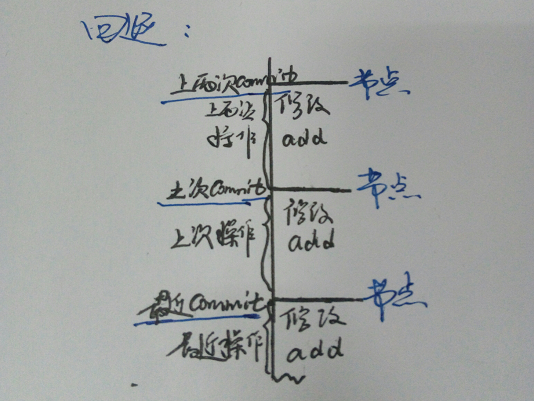 回退：
上两次Commit 节点
上两次 修改
操作 add
上次Commit 节点
修改
上次操作 add
最近Commit 节点
修改
最近操作 add